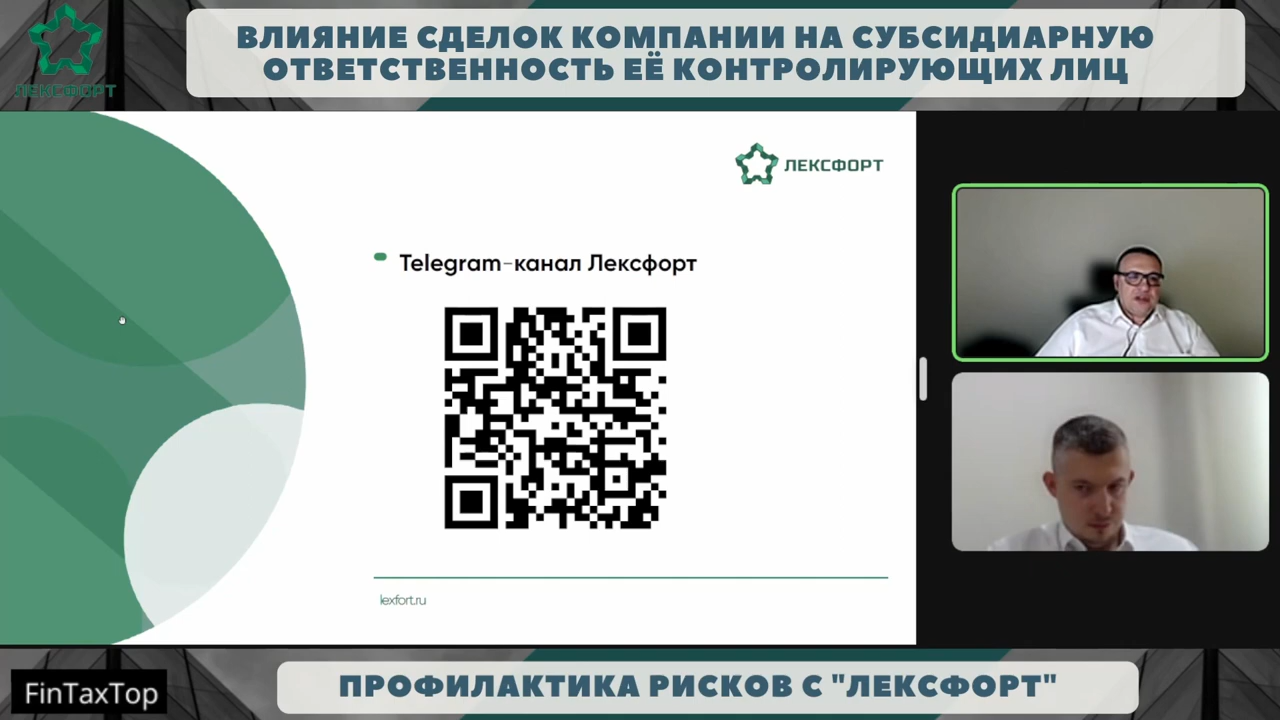 ВЛИЯНИЕ СДЕЛОК КОМПАНИИ НА СУБСИДИАРНУЮ
ОТВЕТСТВЕННОСТЬ ЕЁ КОНТРОЛИРУЮЩИХ ЛИЦ
ЛЕКСФОРТ
ЛЕКСФОРТ
Telegram-канал Лексфорт
lexfort.ru
FinTaxTop
ПРОФИЛАКТИКА РИСКОВ С "ЛЕКСФОРТ"